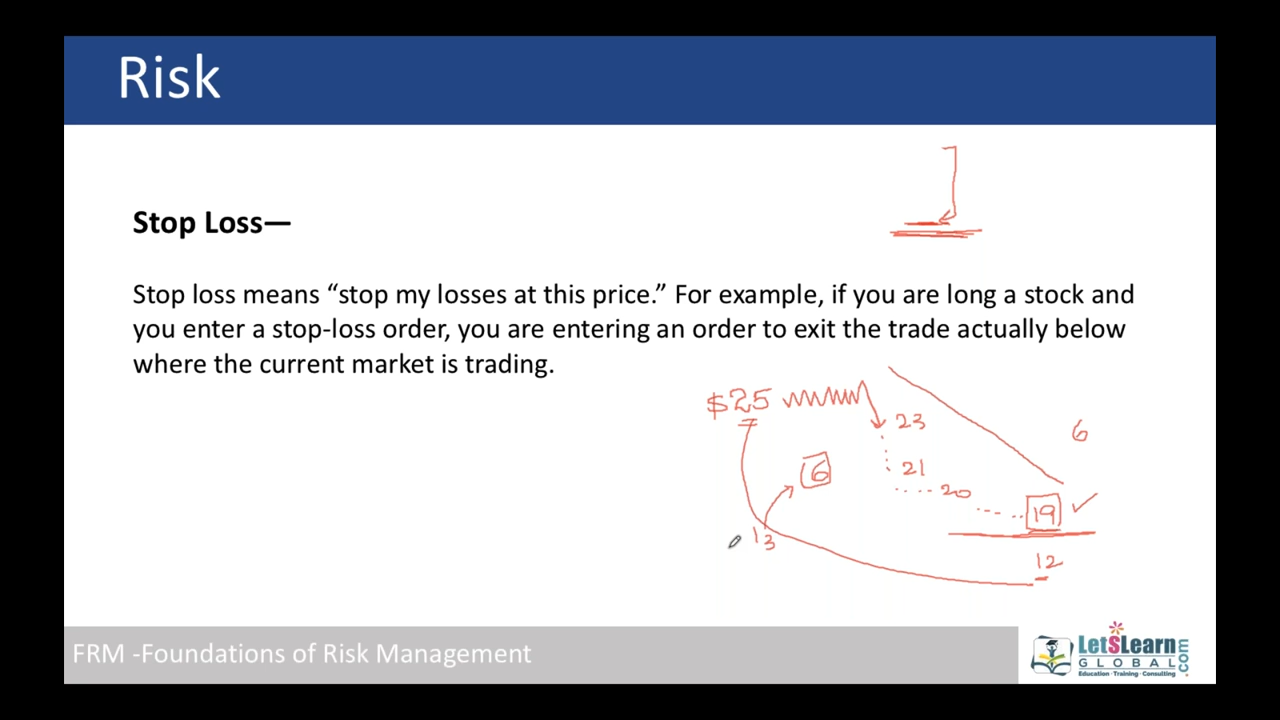 Risk
Stop Loss—
Stop loss means “stop my losses at this price.” For example, if you are long a stock and
you enter a stop-loss order, you are entering an order to exit the trade actually below
where the current market is trading.
$25
23
6
6
21
20
19
13
12
FRM -Foundations of Risk Management
LetSLearn
GLOBAL
.com
Education · Training · Consulting